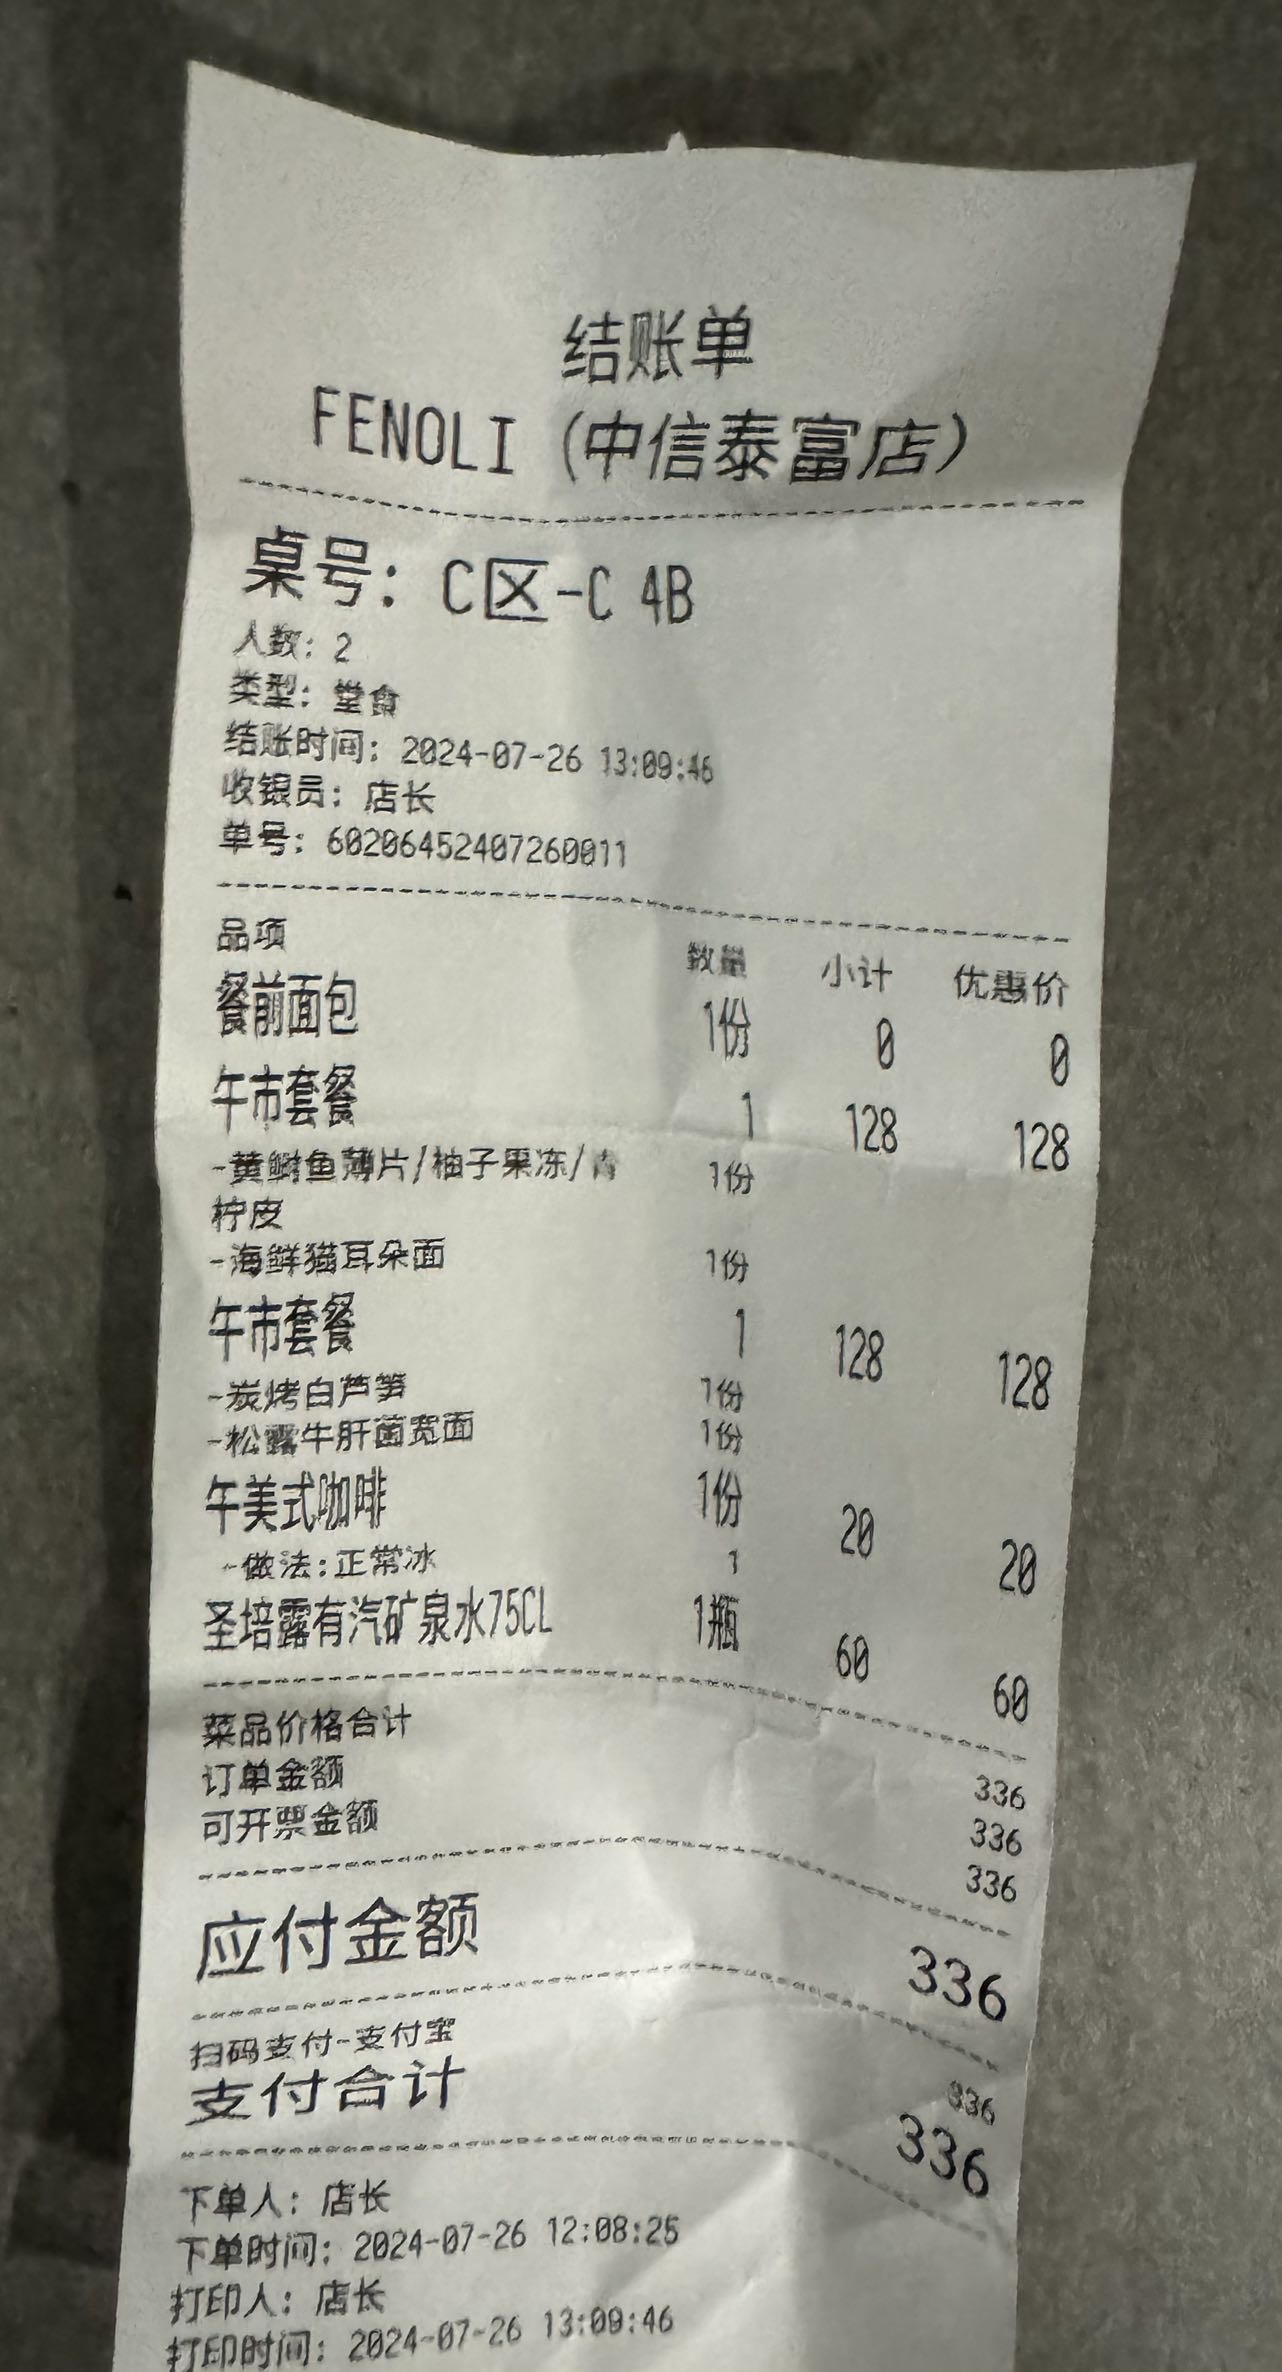 结账单
FENOLI (中信泰富店)
桌号: C区-C 4B
人数: 2
类型: 堂食
结账时间: 2024-07-26 13:09:46
收银员: 店长
单号: 60206452407260011
品项 数量 小计 优惠价
餐前面包 1份 0 0
午市套餐 1 128 128
-黄鰤鱼薄片/柚子果冻/青 1份
柠皮
-海鲜猫耳朵面 1份
午市套餐 1 128 128
-炭烤白芦笋 1份
-松露牛肝菌宽面 1份
午美式咖啡 1份 20 20
-做法:正常冰 1
圣培露有汽矿泉水75CL 1瓶 60 60
菜品价格合计 336
订单金额 336
可开票金额 336
应付金额 336
扫码支付-支付宝 336
支付合计 336
下单人: 店长
下单时间: 2024-07-26 12:08:25
打印人: 店长
打印时间: 2024-07-26 13:09:46